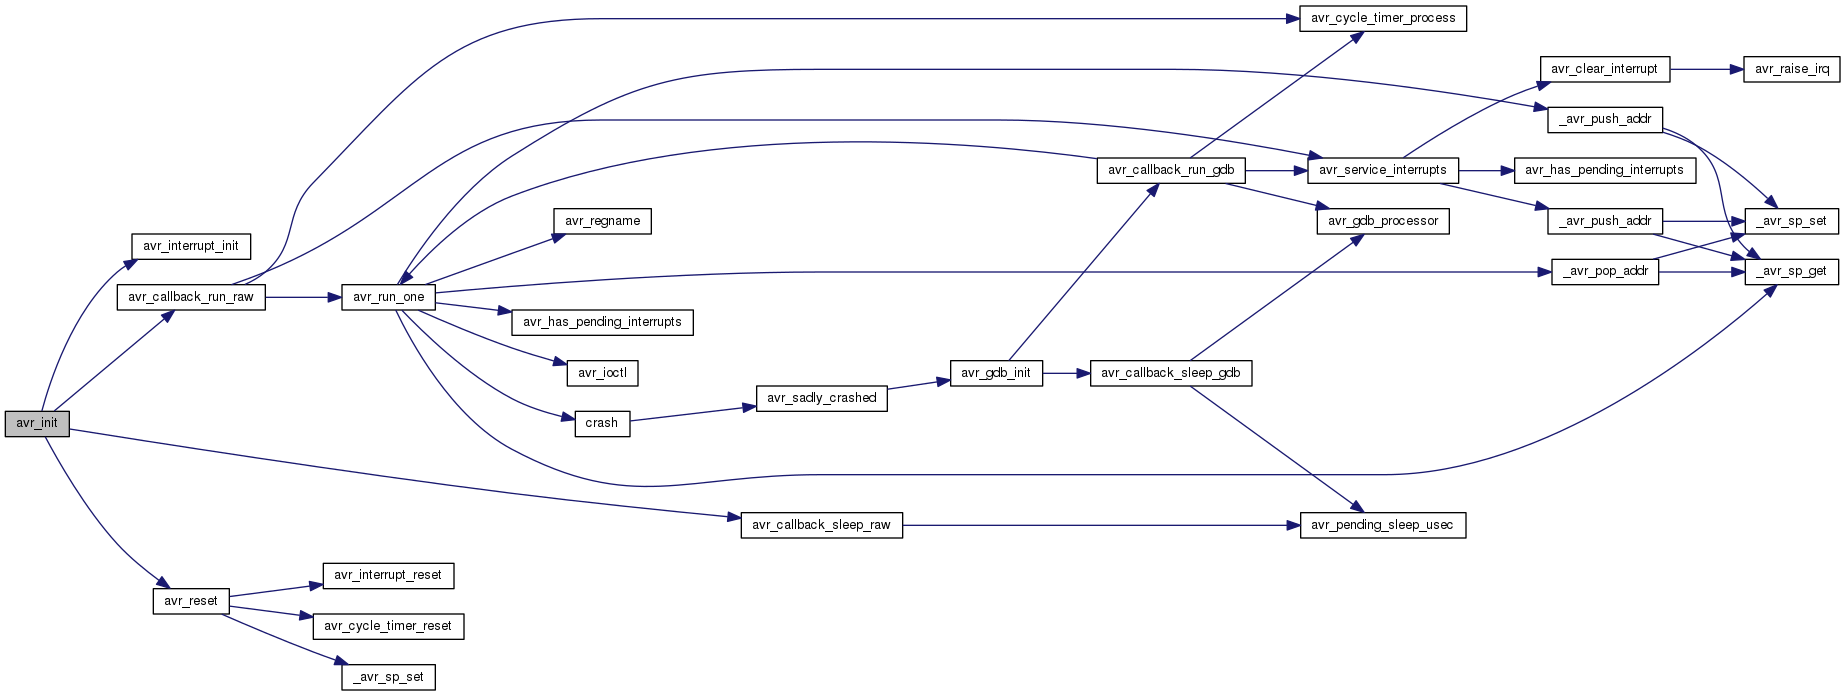 avr_cycle_timer_process
avr_clear_interrupt
avr_raise_irq
_avr_push_addr
avr_callback_run_gdb
avr_service_interrupts
avr_has_pending_interrupts
avr_regname
avr_gdb_processor
_avr_push_addr
_avr_sp_set
avr_interrupt_init
_avr_pop_addr
_avr_sp_get
avr_callback_run_raw
avr_run_one
avr_has_pending_interrupts
avr_ioctl
avr_gdb_init
avr_callback_sleep_gdb
avr_sadly_crashed
avr_init
crash
avr_callback_sleep_raw
avr_pending_sleep_usec
avr_interrupt_reset
avr_reset
avr_cycle_timer_reset
_avr_sp_set